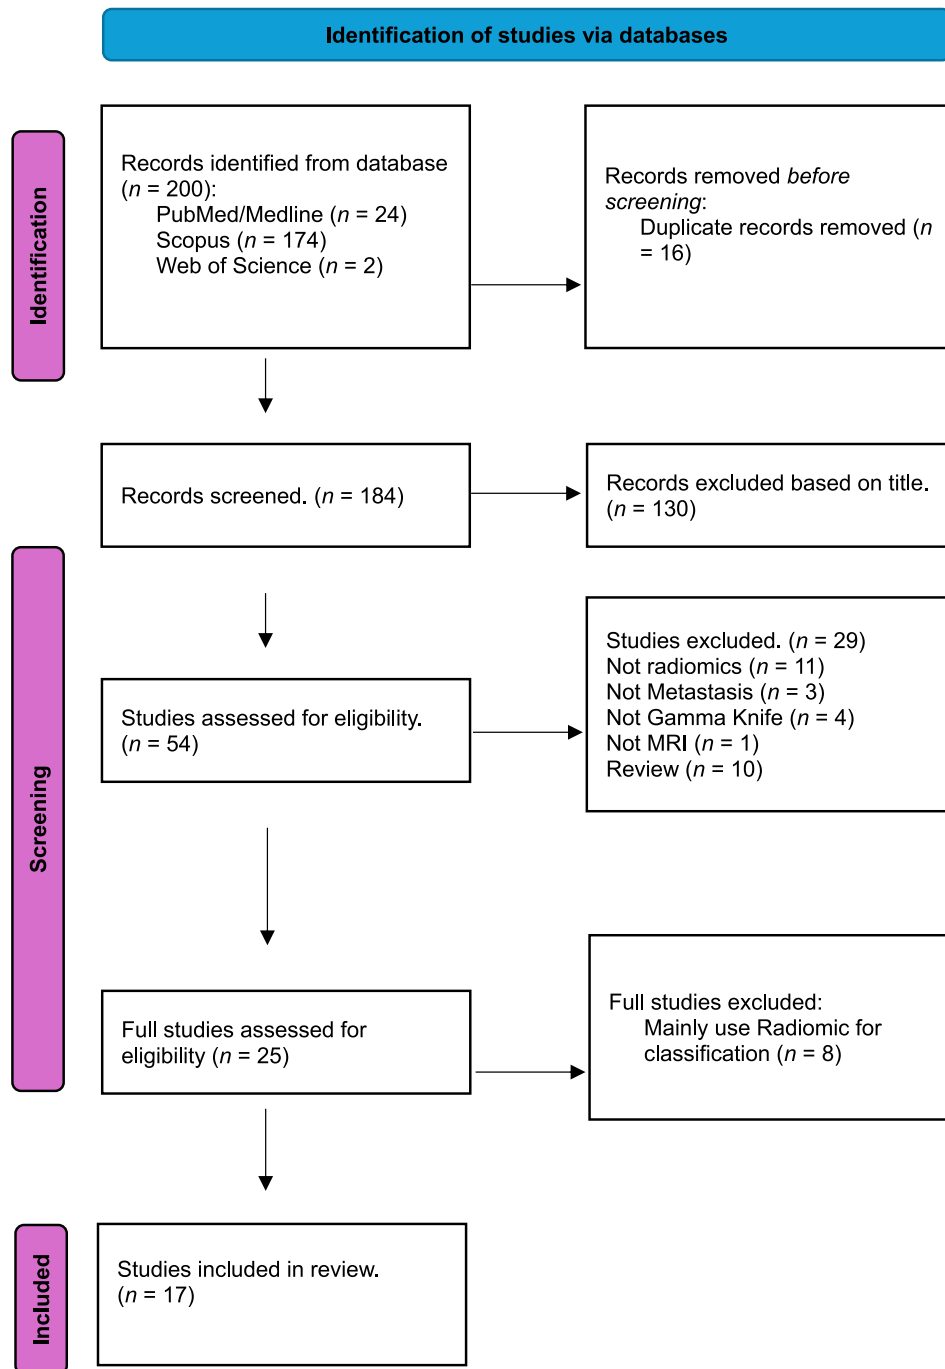 Identification of studies via databases
Identification
Records identified from database
(n = 200):
PubMed/Medline (n = 24)
Scopus (n = 174)
Web of Science (n = 2)
Records removed before
screening:
Duplicate records removed (n
= 16)
Records screened. (n = 184)
Records excluded based on title.
(n = 130)
Screening
Studies assessed for eligibility.
(n = 54)
Studies excluded. (n = 29)
Not radiomics (n = 11)
Not Metastasis (n = 3)
Not Gamma Knife (n = 4)
Not MRI (n = 1)
Review (n = 10)
Full studies assessed for
eligibility (n = 25)
Full studies excluded:
Mainly use Radiomic for
classification (n = 8)
Included
Studies included in review.
(n = 17)